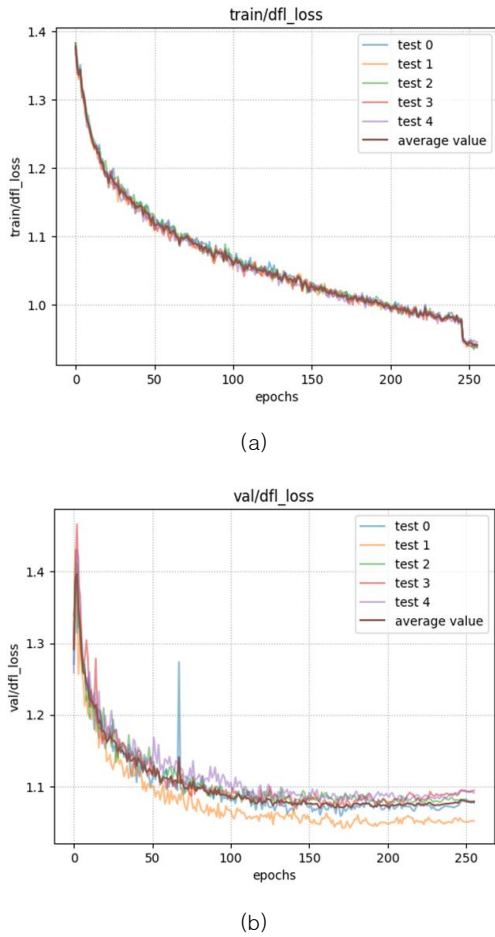 train/dfl_loss
1.4
1.3
1.2
1.1
1.0
train/dfl_loss
test 0
test 1
test 2
test 3
test 4
average value
0
50
100
150
200
250
epochs
(a)
val/dfl_loss
1.4
1.3
1.2
1.1
val/dfl_loss
test 0
test 1
test 2
test 3
test 4
average value
0
50
100
150
200
250
epochs
(b)